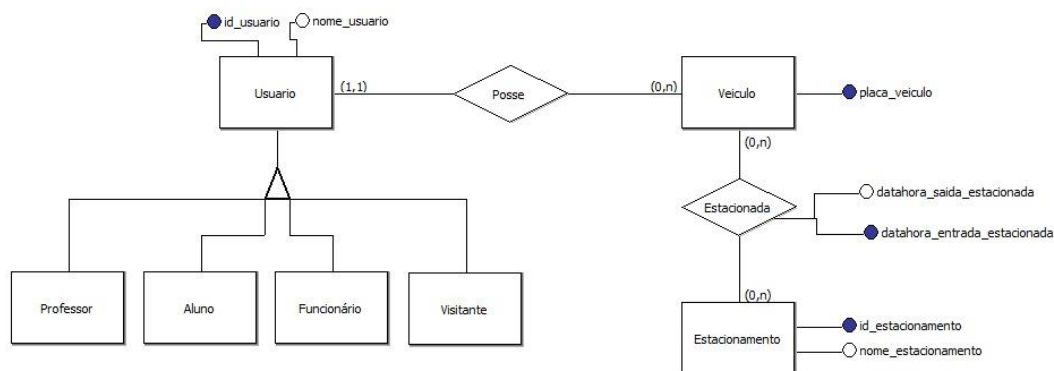 id_usuario
nome_usuario
Usuario
(1,1)
Posse
(0,n)
Veiculo
placa_veiculo
(0,n)
Estacionada
datahora_saida_estacionada
datahora_entrada_estacionada
(0,n)
Professor
Aluno
Funcionário
Visitante
Estacionamento
id_estacionamento
nome_estacionamento